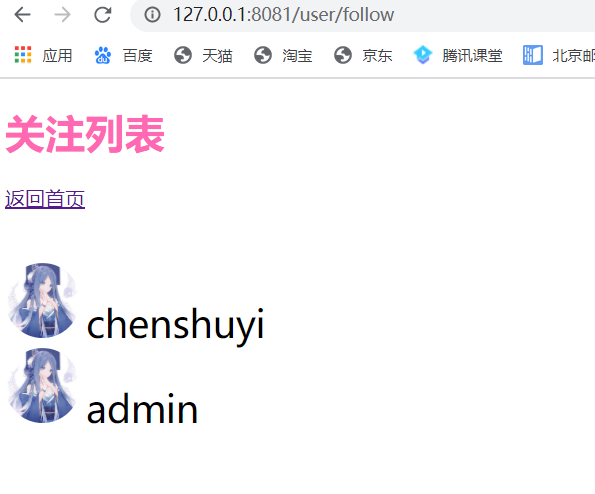 127.0.0.1:8081/user/follow
应用 百度 天猫 淘宝 京东 腾讯课堂 北京邮
关注列表
返回首页
chenshuyi
admin